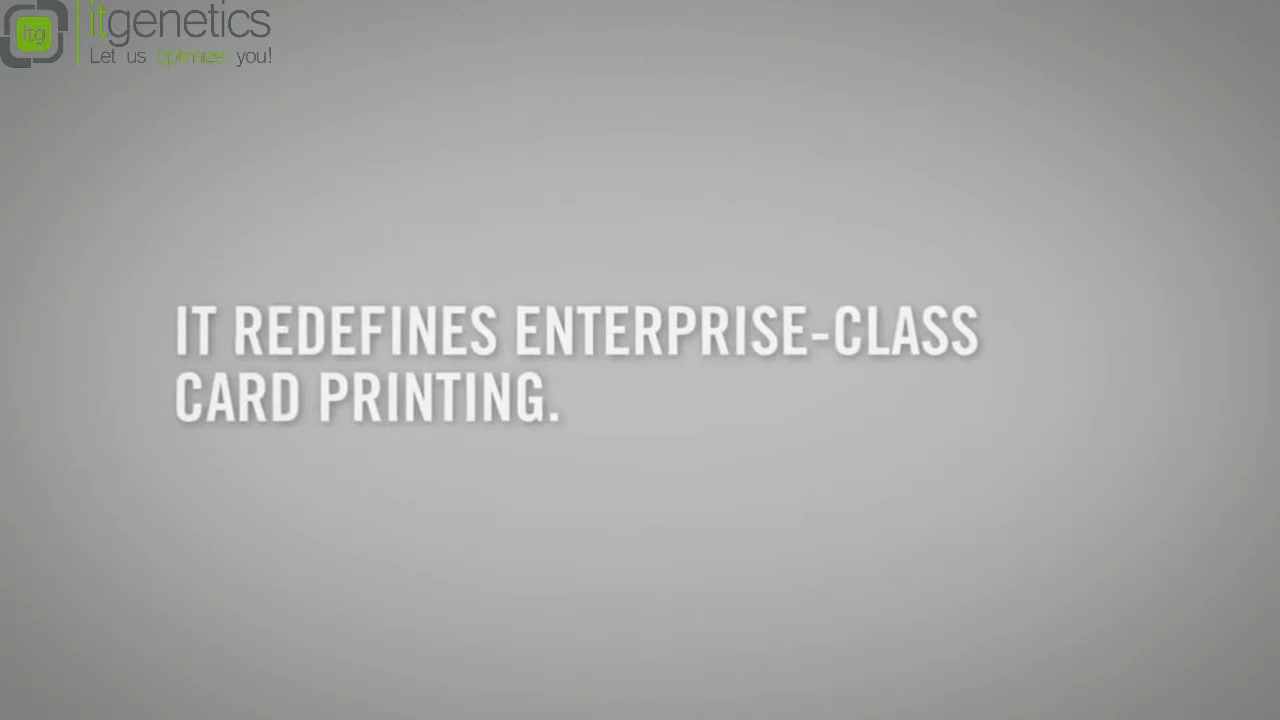 itg
itgenetics
Let us optimize you!
IT REDEFINES ENTERPRISE-CLASS
CARD PRINTING.